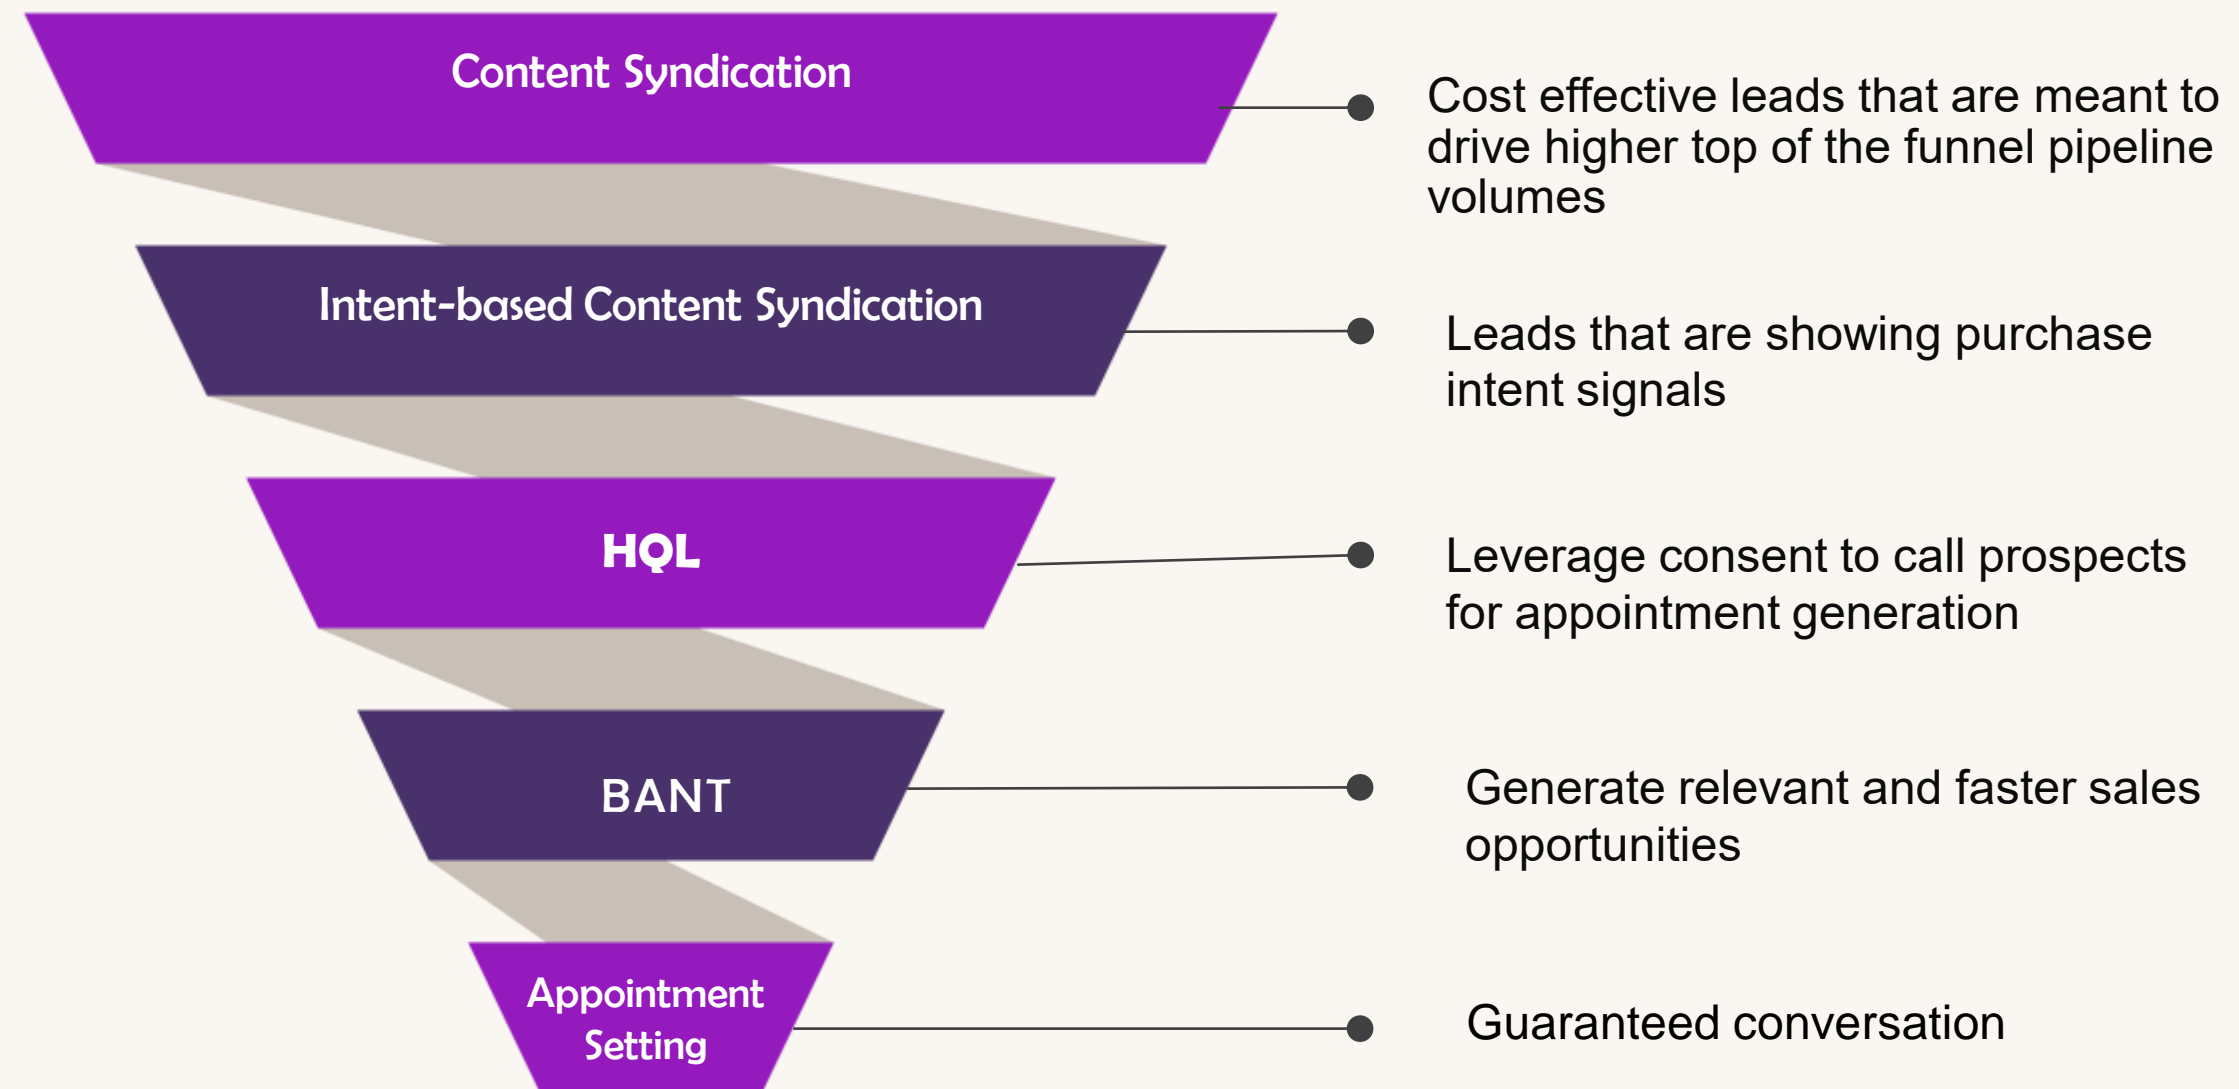 Content Syndication
Cost effective leads that are meant to
drive higher top of the funnel pipeline
volumes
Intent-based Content Syndication
Leads that are showing purchase
intent signals
HQL
Leverage consent to call prospects
for appointment generation
BANT
Generate relevant and faster sales
opportunities
Appointment
Setting
Guaranteed conversation